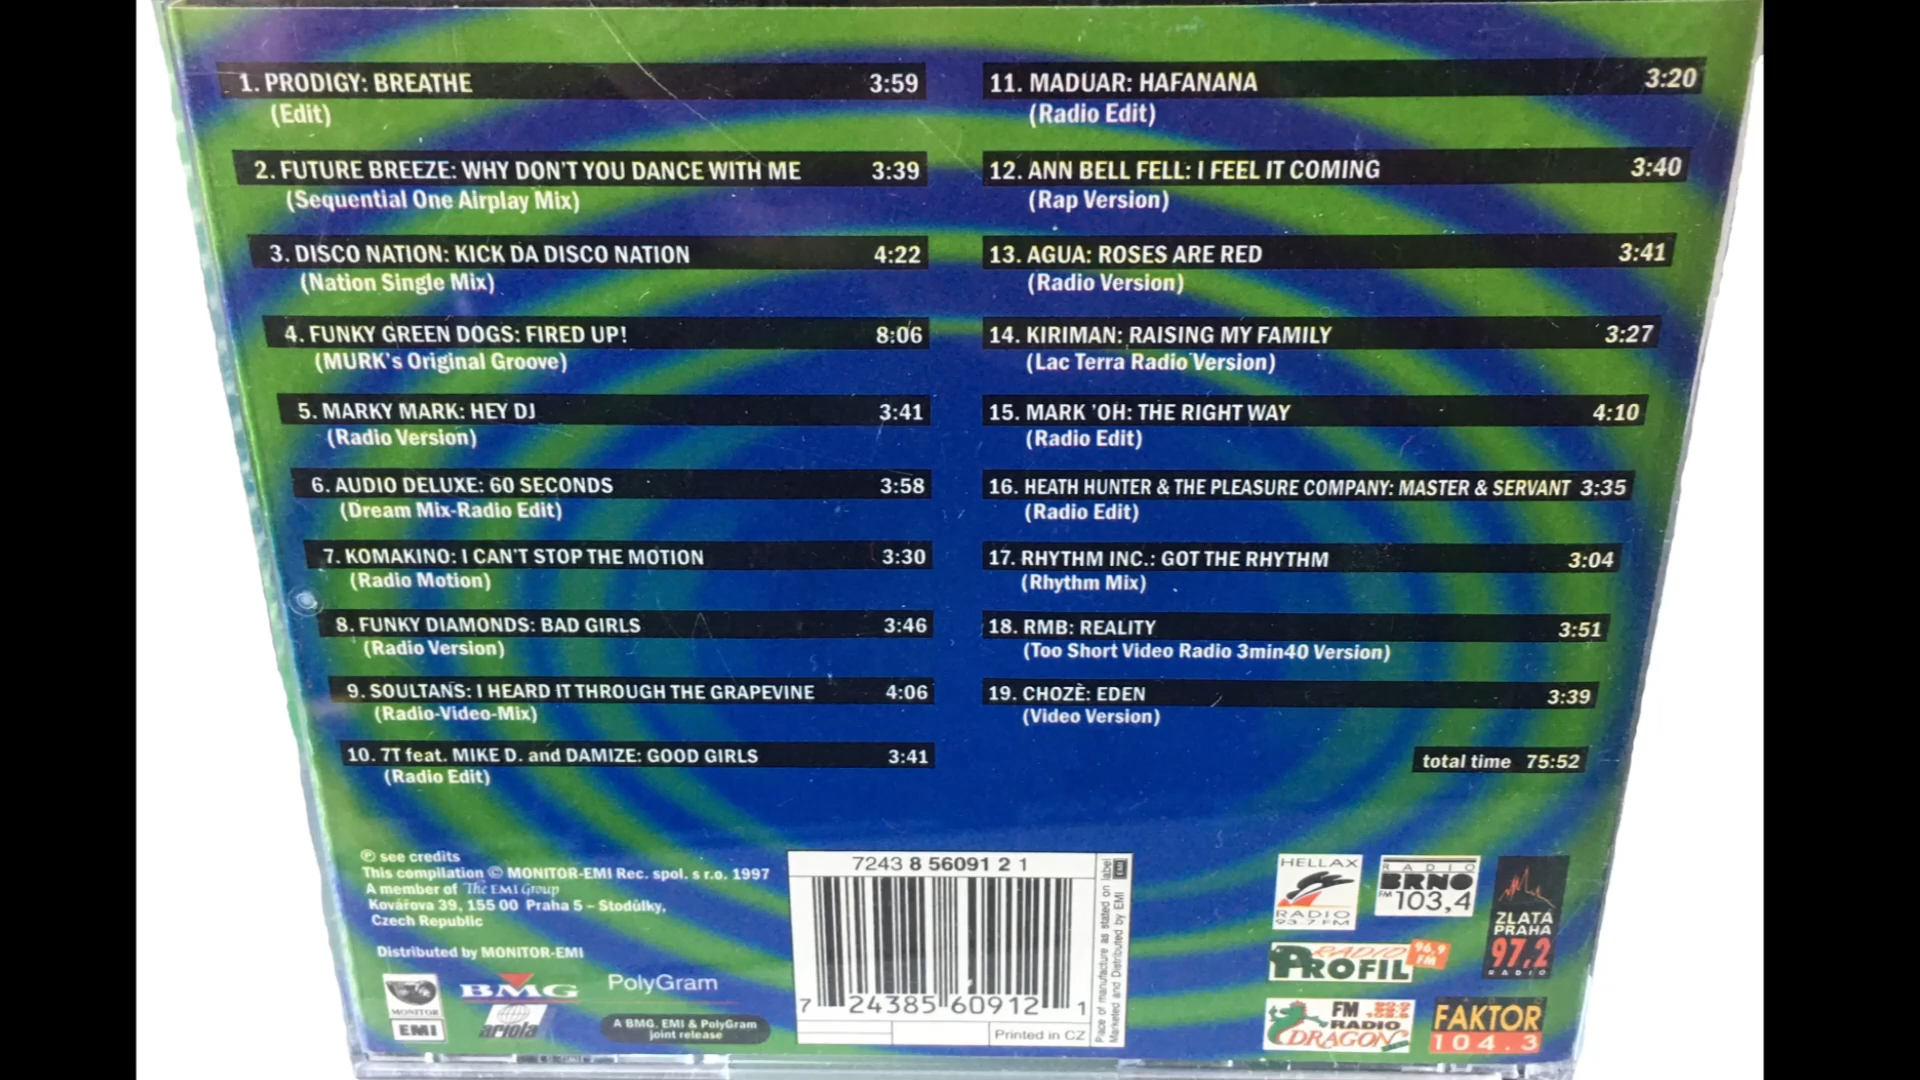 1. PRODIGY: BREATHE 3:59
(Edit)
2. FUTURE BREEZE: WHY DON'T YOU DANCE WITH ME 3:39
(Sequential One Airplay Mix)
3. DISCO NATION: KICK DA DISCO NATION 4:22
(Nation Single Mix)
4. FUNKY GREEN DOGS: FIRED UP! 8:06
(MURK's Original Groove)
5. MARKY MARK: HEY DJ 3:41
(Radio Version)
6. AUDIO DELUXE: 60 SECONDS 3:58
(Dream Mix-Radio Edit)
7. KOMAKINO: I CAN'T STOP THE MOTION 3:30
(Radio Motion)
8. FUNKY DIAMONDS: BAD GIRLS 3:46
(Radio Version)
9. SOULTANS: I HEARD IT THROUGH THE GRAPEVINE 4:06
(Radio-Video-Mix)
10. 7T feat. MIKE D. and DAMIZE: GOOD GIRLS 3:41
(Radio Edit)
11. MADUAR: HAFANANA 3:20
(Radio Edit)
12. ANN BELL FELL: I FEEL IT COMING 3:40
(Rap Version)
13. AGUA: ROSES ARE RED 3:41
(Radio Version)
14. KIRIMAN: RAISING MY FAMILY 3:27
(Lac Terra Radio Version)
15. MARK 'OH: THE RIGHT WAY 4:10
(Radio Edit)
16. HEATH HUNTER & THE PLEASURE COMPANY: MASTER & SERVANT 3:35
(Radio Edit)
17. RHYTHM INC.: GOT THE RHYTHM 3:04
(Rhythm Mix)
18. RMB: REALITY 3:51
(Too Short Video Radio 3min40 Version)
19. CHOZÈ: EDEN 3:39
(Video Version)
total time 75:52
℗ see credits
This compilation © MONITOR-EMI Rec. spol. s r.o. 1997
A member of The EMI Group
Kovářova 39, 155 00 Praha 5 – Stodůlky,
Czech Republic
Distributed by MONITOR-EMI
MONITOR
EMI
BMG
ariola
PolyGram
A BMG, EMI & PolyGram
joint release
7243 8 56091 2 1
7 24385 60912 1
Printed in CZ
Place of manufacture as stated on label
Marketed and Distributed by EMI
HELLAX
RADIO
93.7 FM
RADIO
BRNO
FM 103,4
ZLATA
PRAHA
97,2
RADIO
RADIO
PROFIL
96,9
FM
FM
RADIO
DRAGON
FAKTOR
104.3